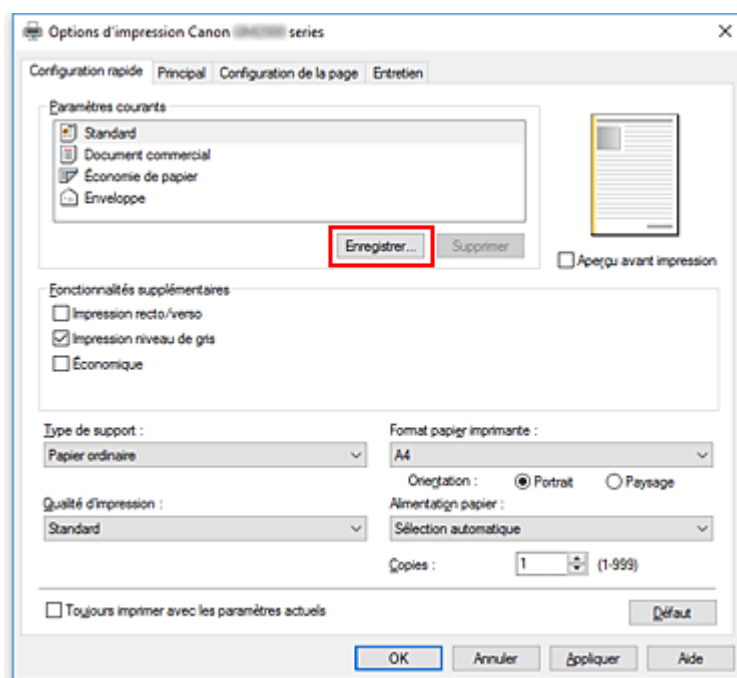 Options d'impression Canon series
Configuration rapide Principal Configuration de la page Entretien
Paramètres courants
Standard
Document commercial
Économie de papier
Enveloppe
Enregistrer... Supprimer
Aperçu avant impression
Fonctionnalités supplémentaires
Impression recto/verso
Impression niveau de gris
Économique
Type de support :
Papier ordinaire
Format papier imprimante :
A4
Orientation : Portrait Paysage
Qualité d'impression :
Standard
Alimentation papier :
Sélection automatique
Copies : 1 (1-999)
Toujours imprimer avec les paramètres actuels
Défaut
OK Annuler Appliquer Aide